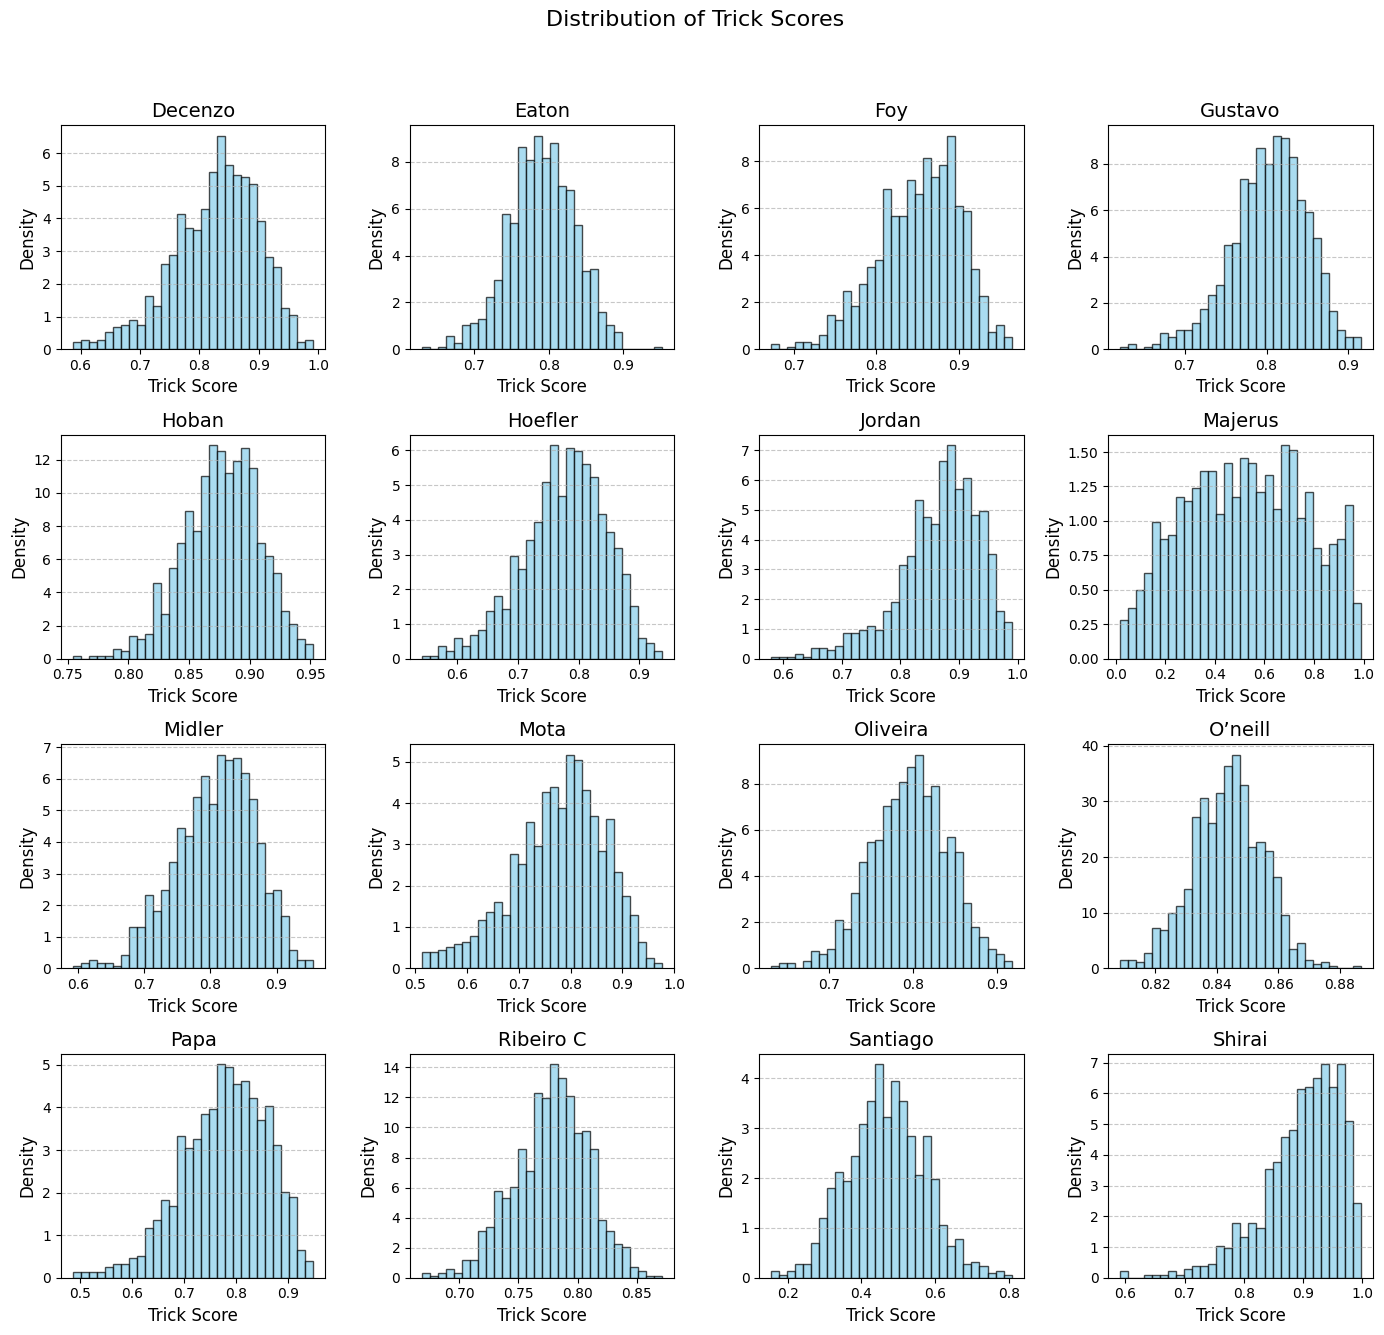 Distribution of Trick Scores
Decenzo
Eaton
Foy
Gustavo
6
5
4
3
2
1
0
Density
0.6 0.7 0.8 0.9 1.0
Trick Score
8
6
4
2
0
Density
0.7 0.8 0.9
Trick Score
8
6
4
2
0
Density
0.7 0.8 0.9
Trick Score
8
6
4
2
0
Density
0.7 0.8 0.9
Trick Score
Hoban
Hoefler
Jordan
Majerus
12
10
8
6
4
2
0
Density
0.75 0.80 0.85 0.90 0.95
Trick Score
6
5
4
3
2
1
0
Density
0.6 0.7 0.8 0.9
Trick Score
7
6
5
4
3
2
1
0
Density
0.6 0.7 0.8 0.9 1.0
Trick Score
1.50
1.25
1.00
0.75
0.50
0.25
0.00
Density
0.0 0.2 0.4 0.6 0.8 1.0
Trick Score
Midler
Mota
Oliveira
O’neill
7
6
5
4
3
2
1
0
Density
0.6 0.7 0.8 0.9
Trick Score
5
4
3
2
1
0
Density
0.5 0.6 0.7 0.8 0.9 1.0
Trick Score
8
6
4
2
0
Density
0.7 0.8 0.9
Trick Score
40
30
20
10
0
Density
0.82 0.84 0.86 0.88
Trick Score
Papa
Ribeiro C
Santiago
Shirai
5
4
3
2
1
0
Density
0.5 0.6 0.7 0.8 0.9
Trick Score
14
12
10
8
6
4
2
0
Density
0.70 0.75 0.80 0.85
Trick Score
4
3
2
1
0
Density
0.2 0.4 0.6 0.8
Trick Score
7
6
5
4
3
2
1
0
Density
0.6 0.7 0.8 0.9 1.0
Trick Score